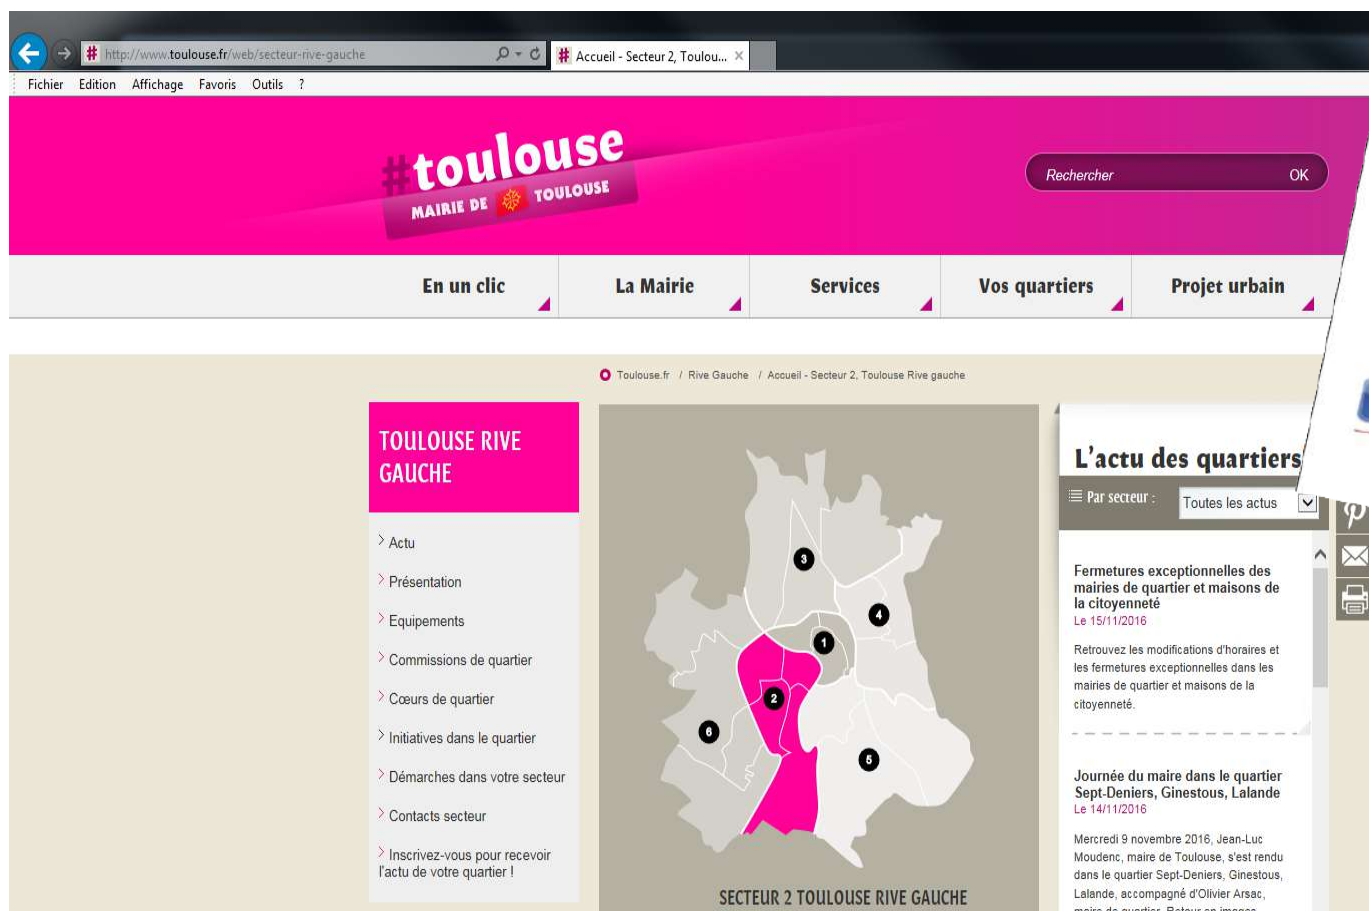 http://www.toulouse.fr/web/secteur-rive-gauche
# Accueil - Secteur 2, Toulou... ×
Fichier Edition Affichage Favoris Outils ?
#toulouse
MAIRIE DE TOULOUSE
Rechercher OK
En un clic La Mairie Services Vos quartiers Projet urbain
Toulouse.fr / Rive Gauche / Accueil - Secteur 2, Toulouse Rive gauche
TOULOUSE RIVE
GAUCHE
> Actu
> Présentation
> Equipements
> Commissions de quartier
> Cœurs de quartier
> Initiatives dans le quartier
> Démarches dans votre secteur
> Contacts secteur
> Inscrivez-vous pour recevoir
l'actu de votre quartier !
3
4
1
2
6
5
SECTEUR 2 TOULOUSE RIVE GAUCHE
L'actu des quartiers
Par secteur : Toutes les actus
Fermetures exceptionnelles des
mairies de quartier et maisons de
la citoyenneté
Le 15/11/2016
Retrouvez les modifications d'horaires et
les fermetures exceptionnelles dans les
mairies de quartier et maisons de la
citoyenneté.
Journée du maire dans le quartier
Sept-Deniers, Ginestous, Lalande
Le 14/11/2016
Mercredi 9 novembre 2016, Jean-Luc
Moudenc, maire de Toulouse, s'est rendu
dans le quartier Sept-Deniers, Ginestous,
Lalande, accompagné d'Olivier Arsac,
maire de quartier. Retour en images